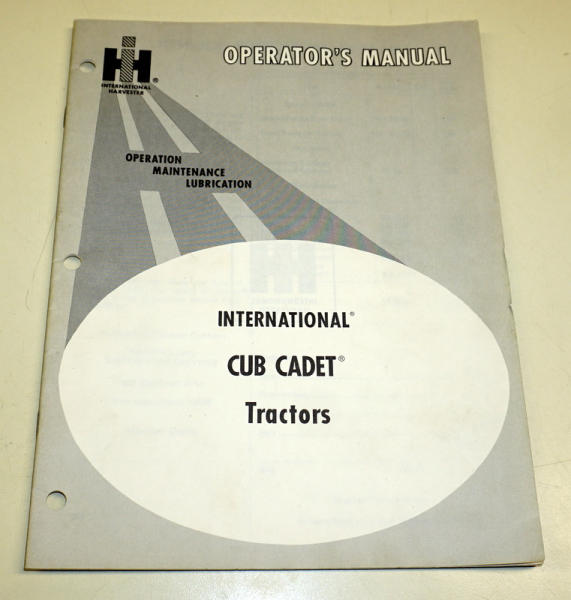 OPERATOR'S MANUAL
IH®
INTERNATIONAL
HARVESTER
OPERATION
MAINTENANCE
LUBRICATION
INTERNATIONAL®
CUB CADET®
Tractors